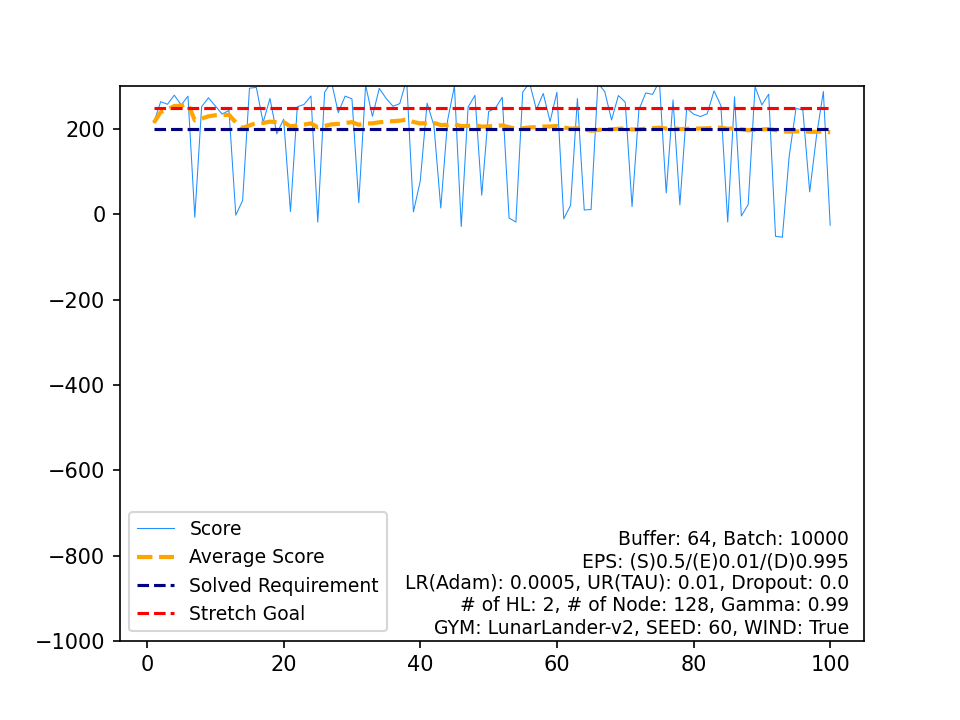 200
0
−200
−400
−600
−800
−1000
0
20
40
60
80
100
Score
Average Score
Solved Requirement
Stretch Goal
Buffer: 64, Batch: 10000
EPS: (S)0.5/(E)0.01/(D)0.995
LR(Adam): 0.0005, UR(TAU): 0.01, Dropout: 0.0
# of HL: 2, # of Node: 128, Gamma: 0.99
GYM: LunarLander-v2, SEED: 60, WIND: True